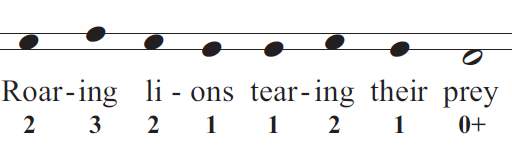 Roar-ing li - ons tear-ing their prey
2 3 2 1 1 2 1 0+